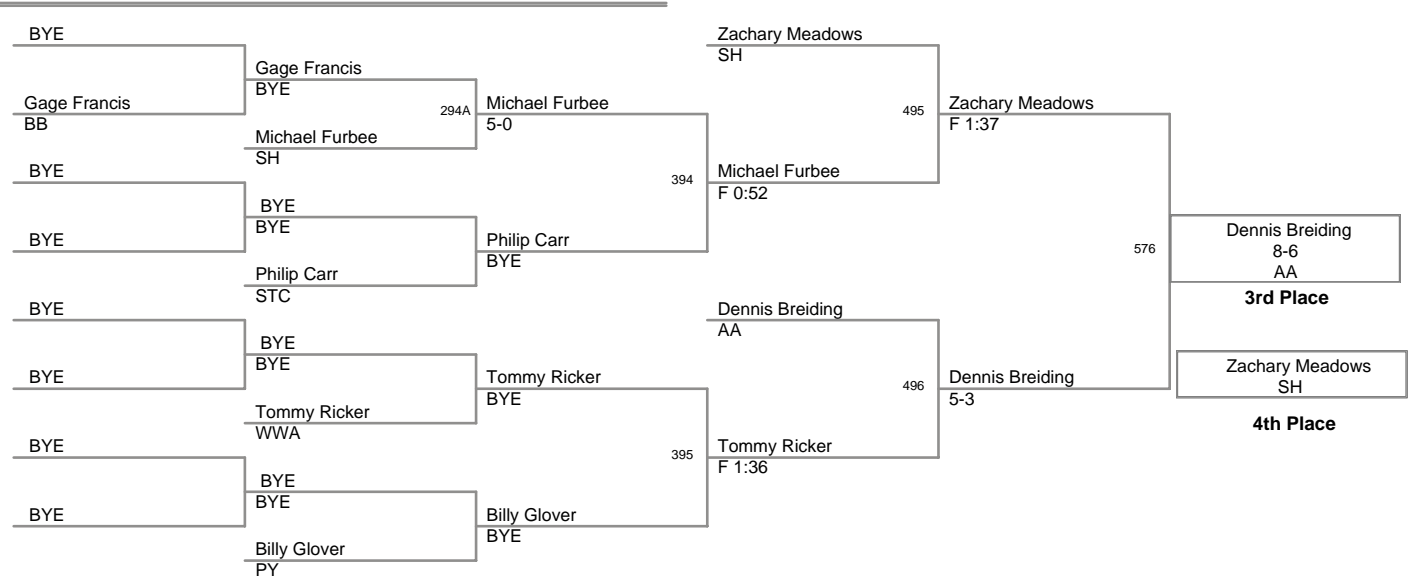 BYE
Gage Francis
BB
BYE
BYE
BYE
BYE
BYE
BYE
Gage Francis
BYE
Michael Furbee
SH
BYE
BYE
Philip Carr
STC
BYE
BYE
Tommy Ricker
WWA
BYE
BYE
Billy Glover
PY
294A
Michael Furbee
5-0
Philip Carr
BYE
Tommy Ricker
BYE
Billy Glover
BYE
394
395
Zachary Meadows
SH
Michael Furbee
F 0:52
Dennis Breiding
AA
Tommy Ricker
F 1:36
495
496
Zachary Meadows
F 1:37
Dennis Breiding
5-3
576
Dennis Breiding
8-6
AA
3rd Place
Zachary Meadows
SH
4th Place